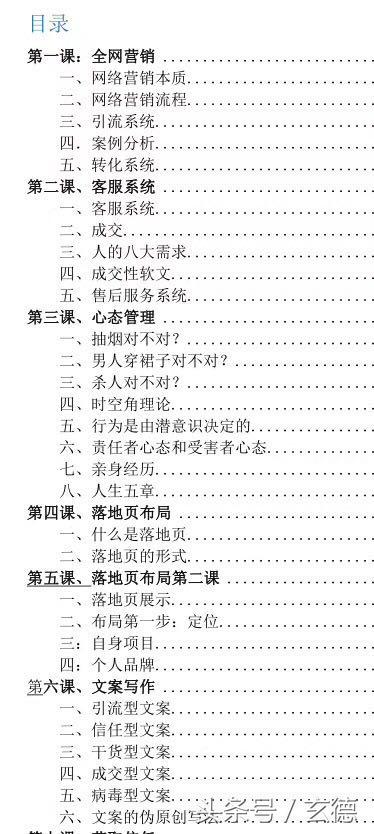 目录
第一课：全网营销....................
一、网络营销本质....................
二、网络营销流程....................
三、引流系统....................
四．案例分析....................
五、转化系统....................
第二课、客服系统....................
一、客服系统....................
二、成交....................
三、人的八大需求....................
四、成交性软文....................
五、售后服务系统....................
第三课、心态管理....................
一、抽烟对不对？....................
二、男人穿裙子对不对？....................
三、杀人对不对？....................
四、时空角理论....................
五、行为是由潜意识决定的....................
六、责任者心态和受害者心态....................
七、亲身经历....................
八、人生五章....................
第四课、落地页布局....................
一、什么是落地页....................
二、落地页的形式....................
第五课、落地页布局第二课....................
一、落地页展示....................
二、布局第一步：定位....................
三：自身项目....................
四：个人品牌....................
第六课、文案写作....................
一、引流型文案....................
二、信任型文案....................
三、干货型文案....................
四、成交型文案....................
五、病毒型文案....................
六、文案的伪原创写法
头条号/玄德